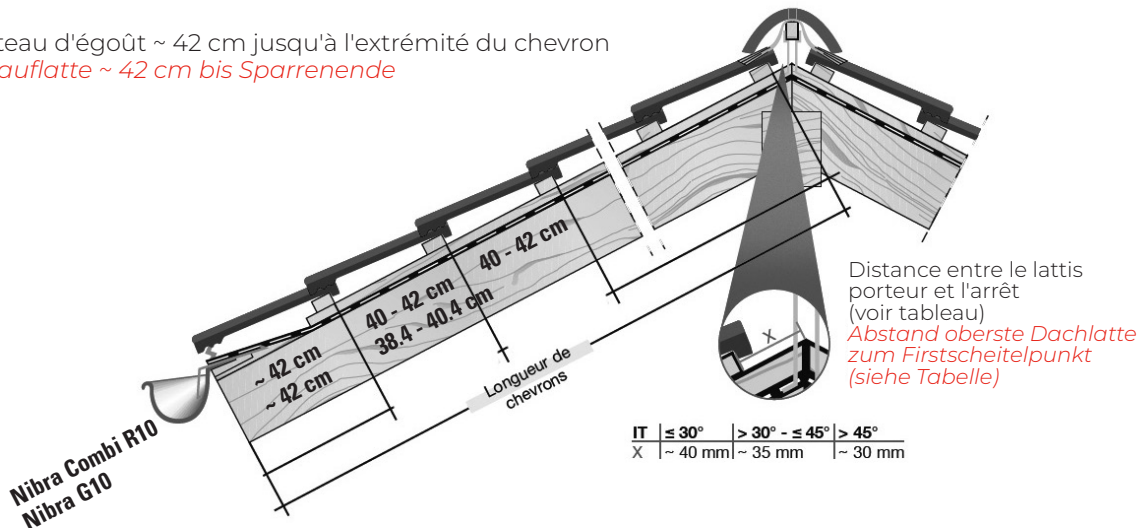 d'égoût ~ 42 cm jusqu'à l'extrémité du chevron
~ 42 cm bis Sparrenende
40 - 42 cm
40 - 42 cm
38.4 - 40.4 cm
~ 42 cm
~ 42 cm
Longueur de
chevrons
Nibra Combi R10
Nibra G10
Distance entre le lattis
porteur et l'arrêt
(voir tableau)
Abstand oberste Dachlatte
zum Firstscheitelpunkt
(siehe Tabelle)
X
IT ≤ 30° > 30° - ≤ 45° > 45°
X ~ 40 mm ~ 35 mm ~ 30 mm